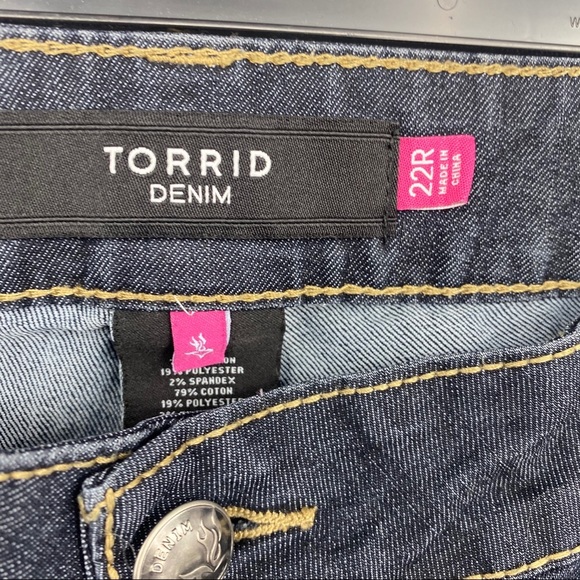 W
TORRID
DENIM
22R
MADE IN
CHINA
19% POLYESTER
2% SPANDEX
79% COTON
19% POLYESTER
DENIM